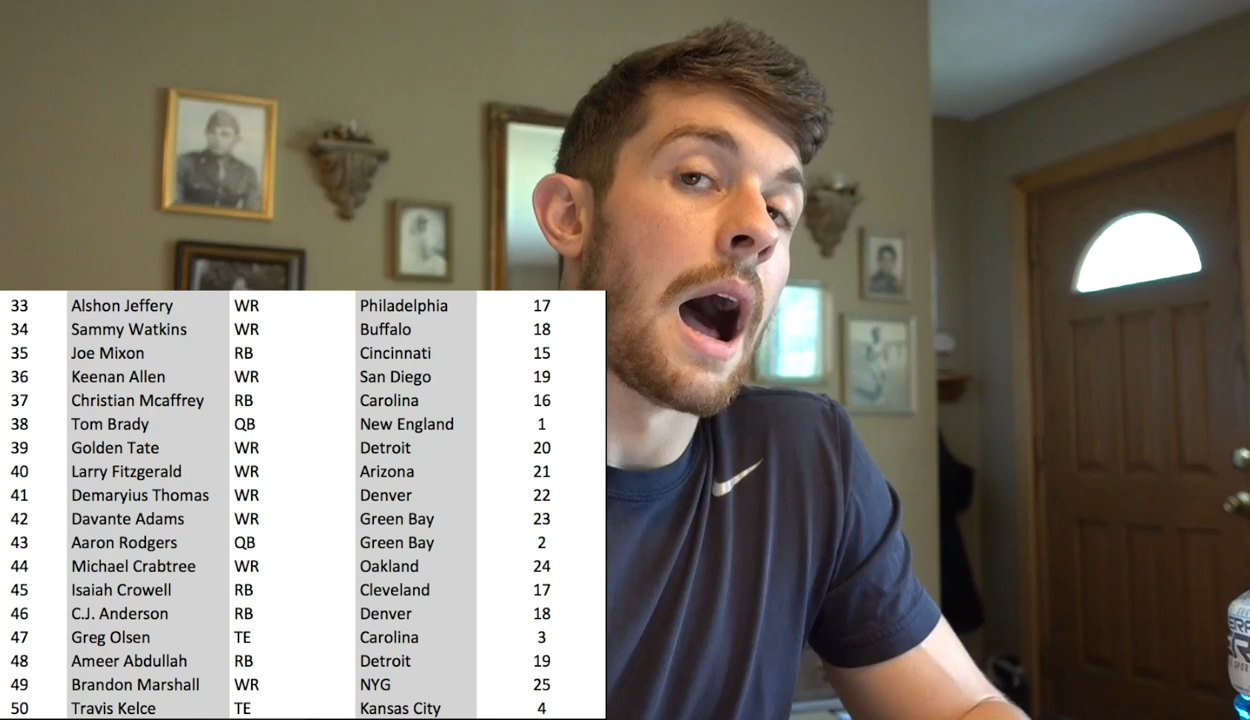 33 Alshon Jeffery WR Philadelphia 17
34 Sammy Watkins WR Buffalo 18
35 Joe Mixon RB Cincinnati 15
36 Keenan Allen WR San Diego 19
37 Christian Mcaffrey RB Carolina 16
38 Tom Brady QB New England 1
39 Golden Tate WR Detroit 20
40 Larry Fitzgerald WR Arizona 21
41 Demaryius Thomas WR Denver 22
42 Davante Adams WR Green Bay 23
43 Aaron Rodgers QB Green Bay 2
44 Michael Crabtree WR Oakland 24
45 Isaiah Crowell RB Cleveland 17
46 C.J. Anderson RB Denver 18
47 Greg Olsen TE Carolina 3
48 Ameer Abdullah RB Detroit 19
49 Brandon Marshall WR NYG 25
50 Travis Kelce TE Kansas City 4